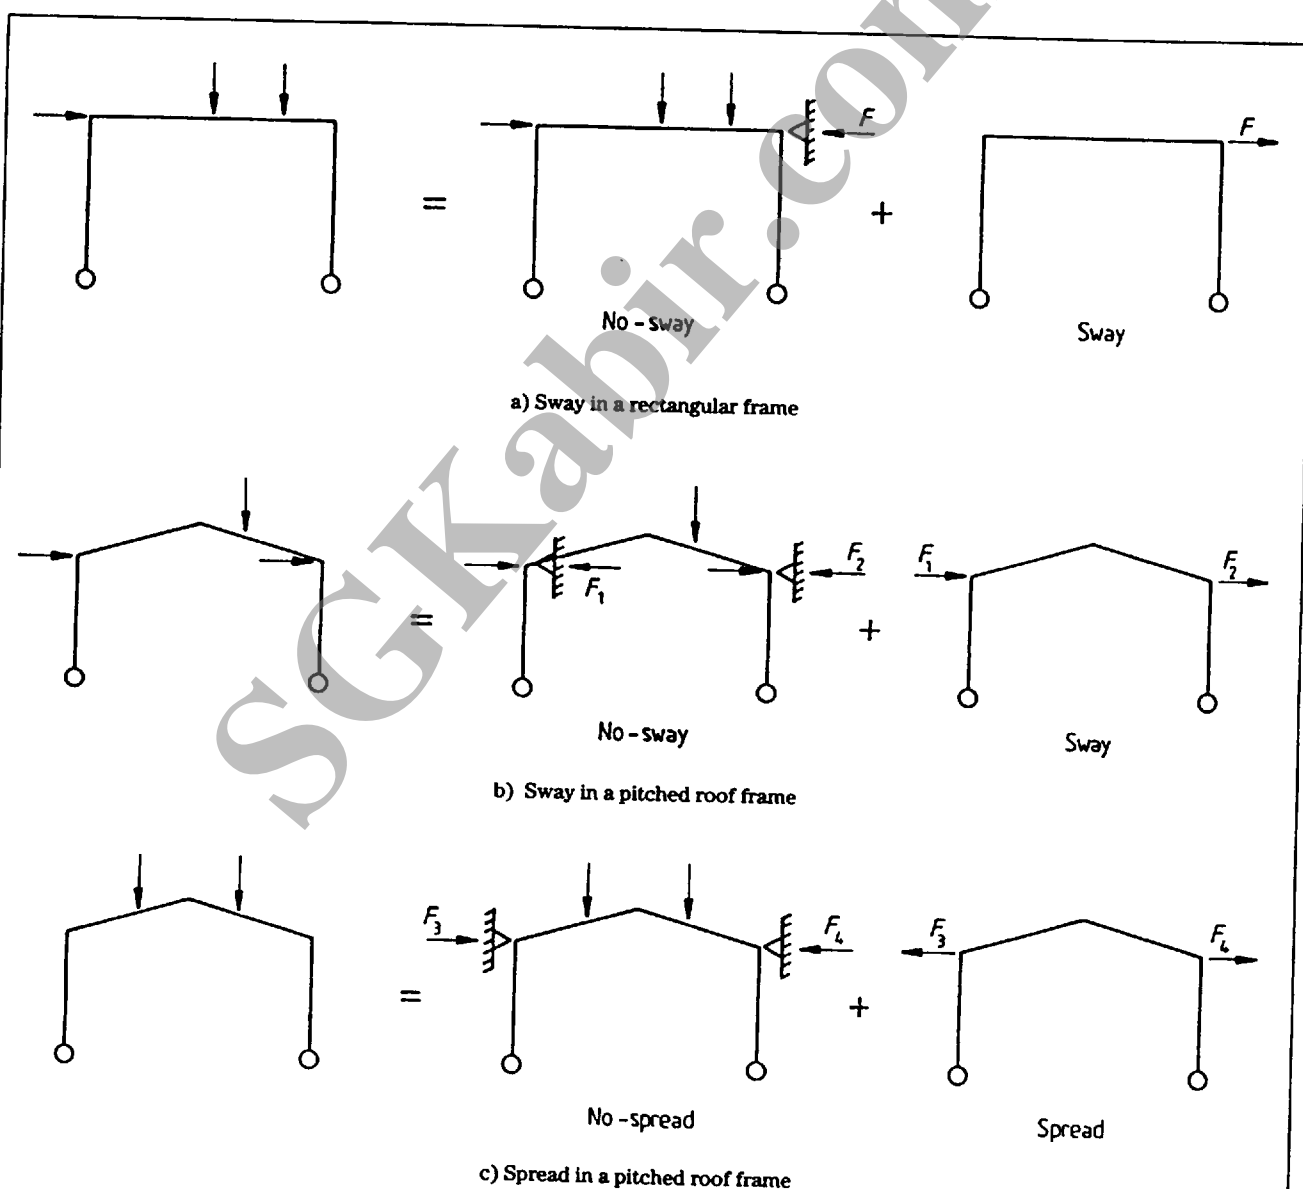 F
F
=
+
No-sway
Sway
a) Sway in a rectangular frame
F₁
F₂
F₁
F₂
=
+
No-sway
Sway
b) Sway in a pitched roof frame
F₃
F₄
F₃
F₄
=
+
No-spread
Spread
c) Spread in a pitched roof frame
SGKabir.com